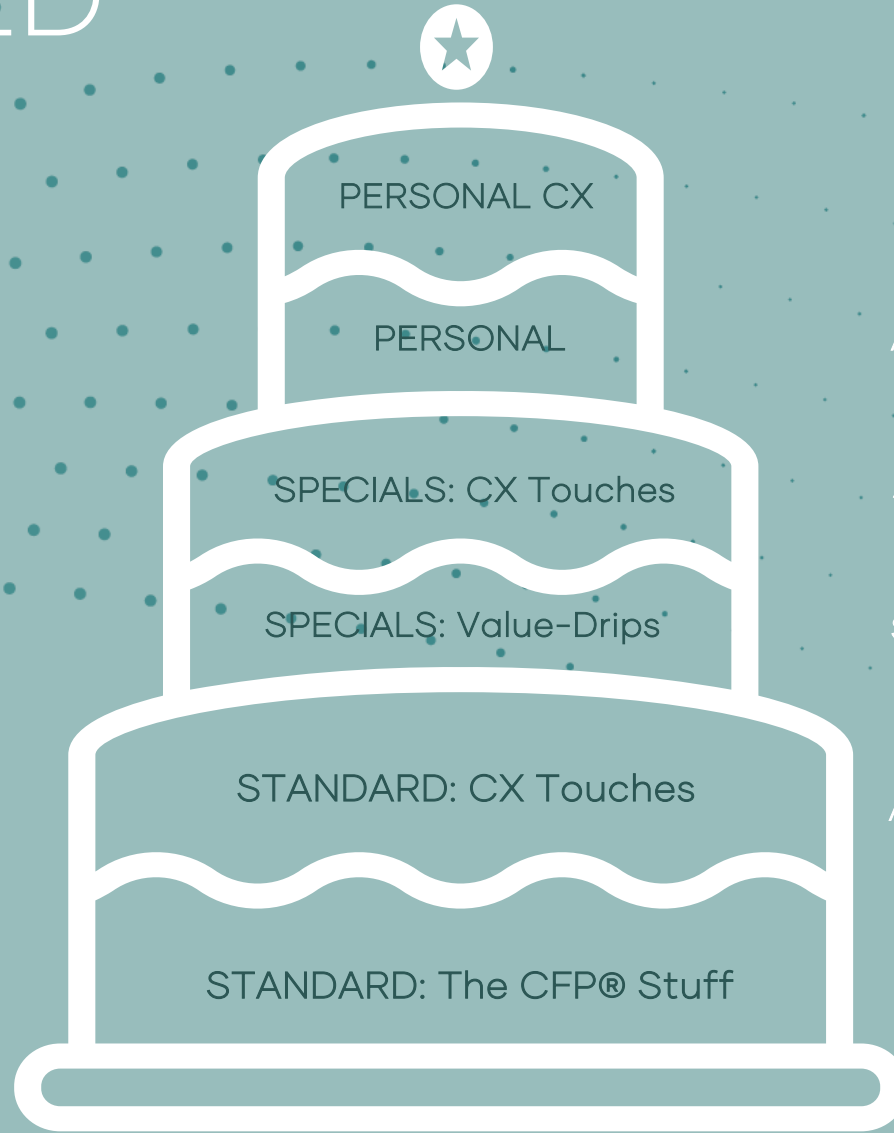 PERSONAL CX
PERSONAL
SPECIALS: CX Touches
SPECIALS: Value-Drips
STANDARD: CX Touches
STANDARD: The CFP® Stuff